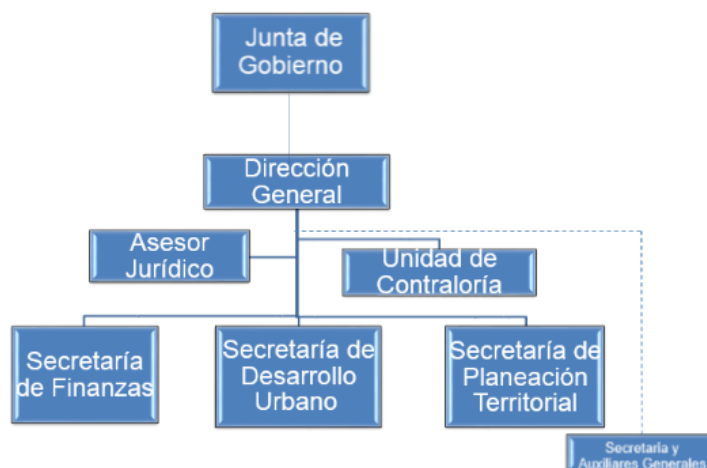 Junta de
Gobierno
Dirección
General
Asesor
Jurídico
Unidad de
Contraloría
Secretaría
de Finanzas
Secretaría de
Desarrollo
Urbano
Secretaría de
Planeación
Territorial
Secretaria y
Auxiliares Generales